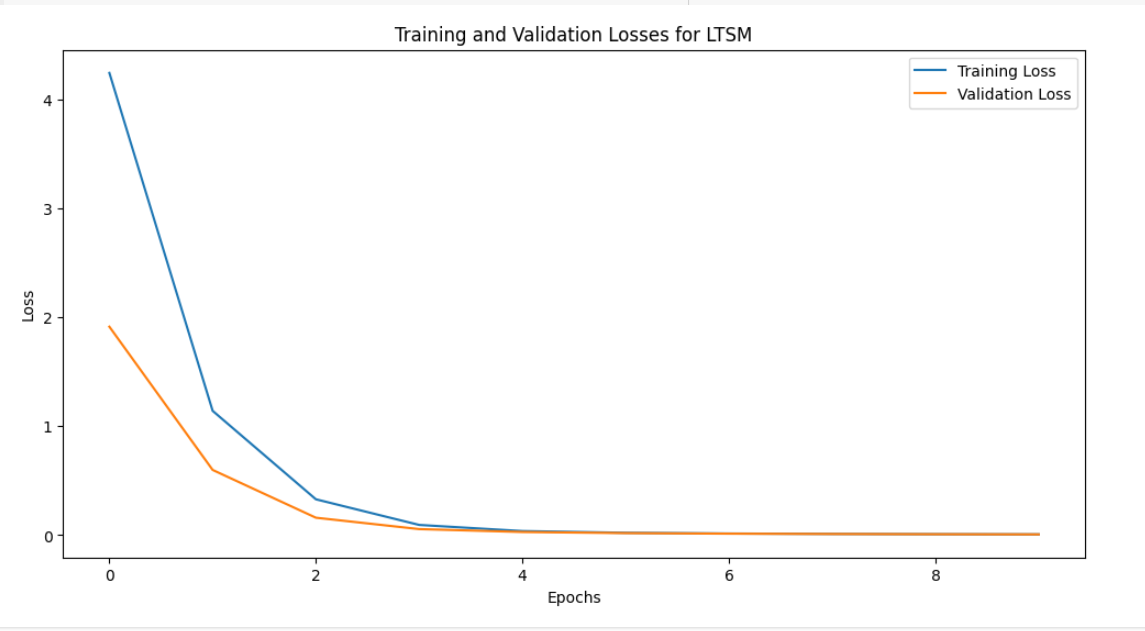 Training and Validation Losses for LTSM
Training Loss
Validation Loss
4
3
2
1
0
Loss
0 2 4 6 8
Epochs